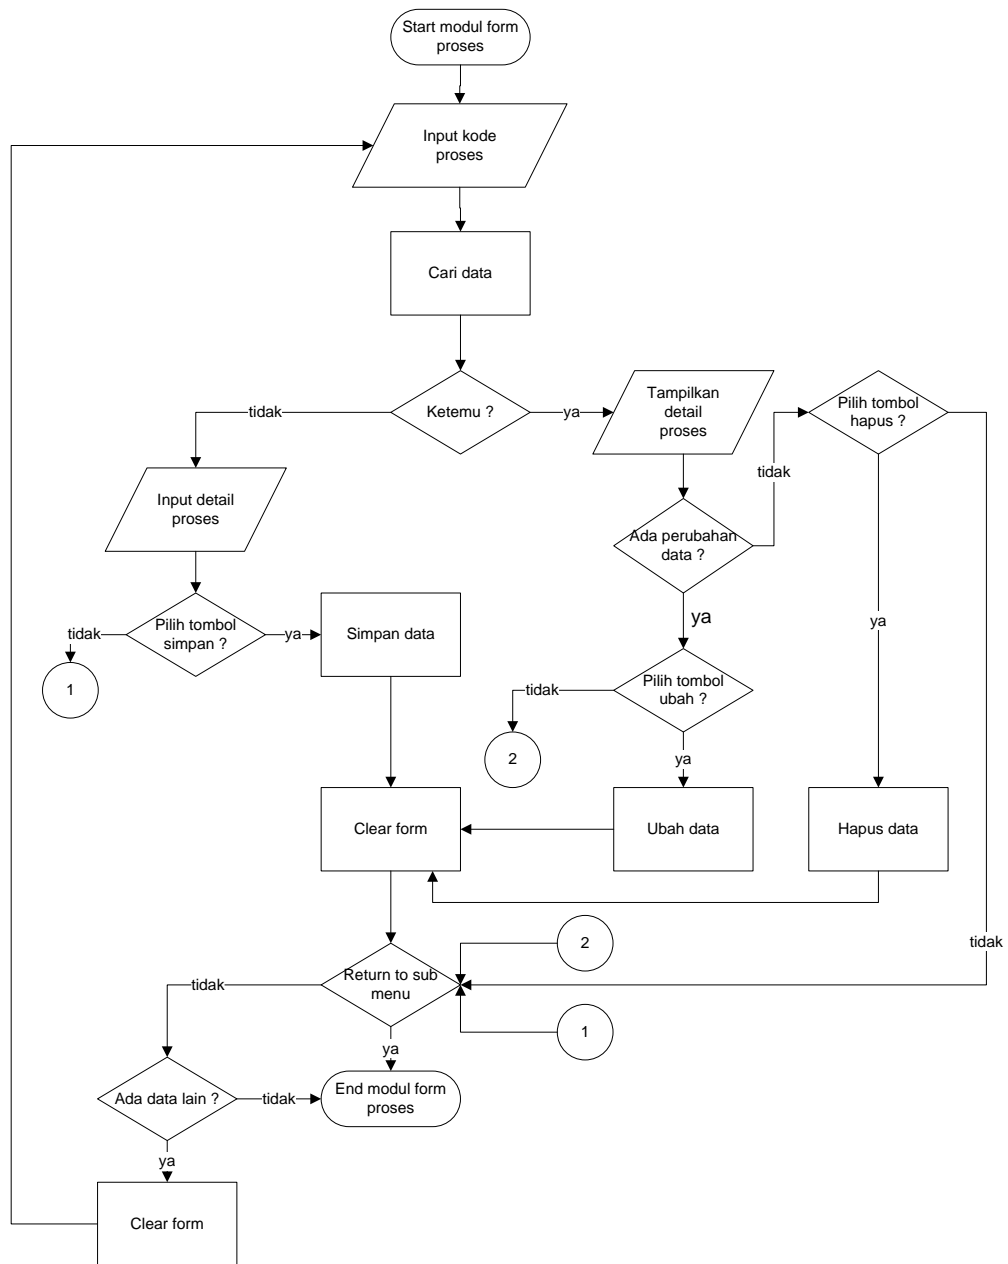 Start modul form
proses
Input kode
proses
Cari data
Ketemu ?
tidak
ya
Tampilkan
detail
proses
Pilih tombol
hapus ?
tidak
Input detail
proses
Ada perubahan
data ?
ya
ya
Pilih tombol
simpan ?
tidak
ya
Simpan data
1
Pilih tombol
ubah ?
tidak
2
ya
Clear form
Ubah data
Hapus data
tidak
2
Return to sub
menu
tidak
1
ya
Ada data lain ?
tidak
End modul form
proses
ya
Clear form